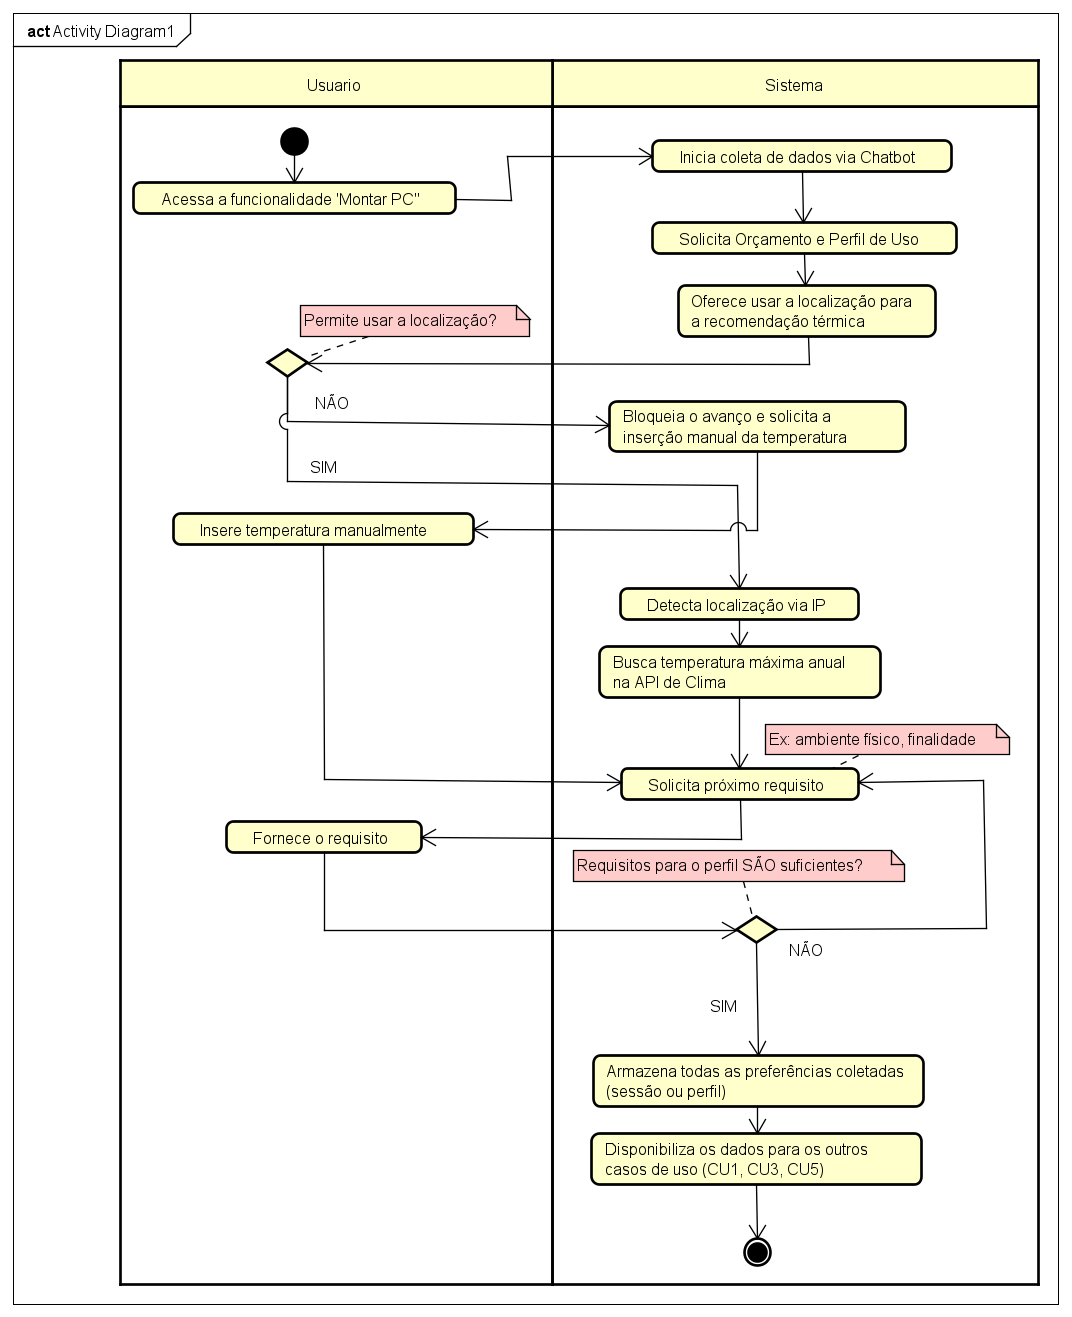 act Activity Diagram1
Usuario
Sistema
Inicia coleta de dados via Chatbot
Acessa a funcionalidade 'Montar PC"
Solicita Orçamento e Perfil de Uso
Oferece usar a localização para
a recomendação térmica
Permite usar a localização?
NÃO
Bloqueia o avanço e solicita a
inserção manual da temperatura
SIM
Insere temperatura manualmente
Detecta localização via IP
Busca temperatura máxima anual
na API de Clima
Ex: ambiente físico, finalidade
Solicita próximo requisito
Fornece o requisito
Requisitos para o perfil SÃO suficientes?
NÃO
SIM
Armazena todas as preferências coletadas
(sessão ou perfil)
Disponibiliza os dados para os outros
casos de uso (CU1, CU3, CU5)